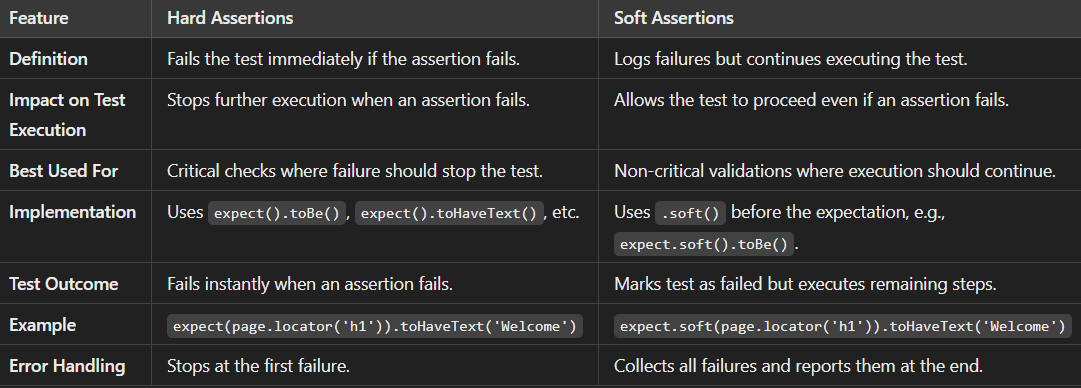 Feature Hard Assertions Soft Assertions
Definition Fails the test immediately if the assertion fails. Logs failures but continues executing the test.
Impact on Test Execution Stops further execution when an assertion fails. Allows the test to proceed even if an assertion fails.
Best Used For Critical checks where failure should stop the test. Non-critical validations where execution should continue.
Implementation Uses expect().toBe(), expect().toHaveText(), etc. Uses .soft() before the expectation, e.g.,
expect.soft().toBe().
Test Outcome Fails instantly when an assertion fails. Marks test as failed but executes remaining steps.
Example expect(page.locator('h1')).toHaveText('Welcome') expect.soft(page.locator('h1')).toHaveText('Welcome')
Error Handling Stops at the first failure. Collects all failures and reports them at the end.